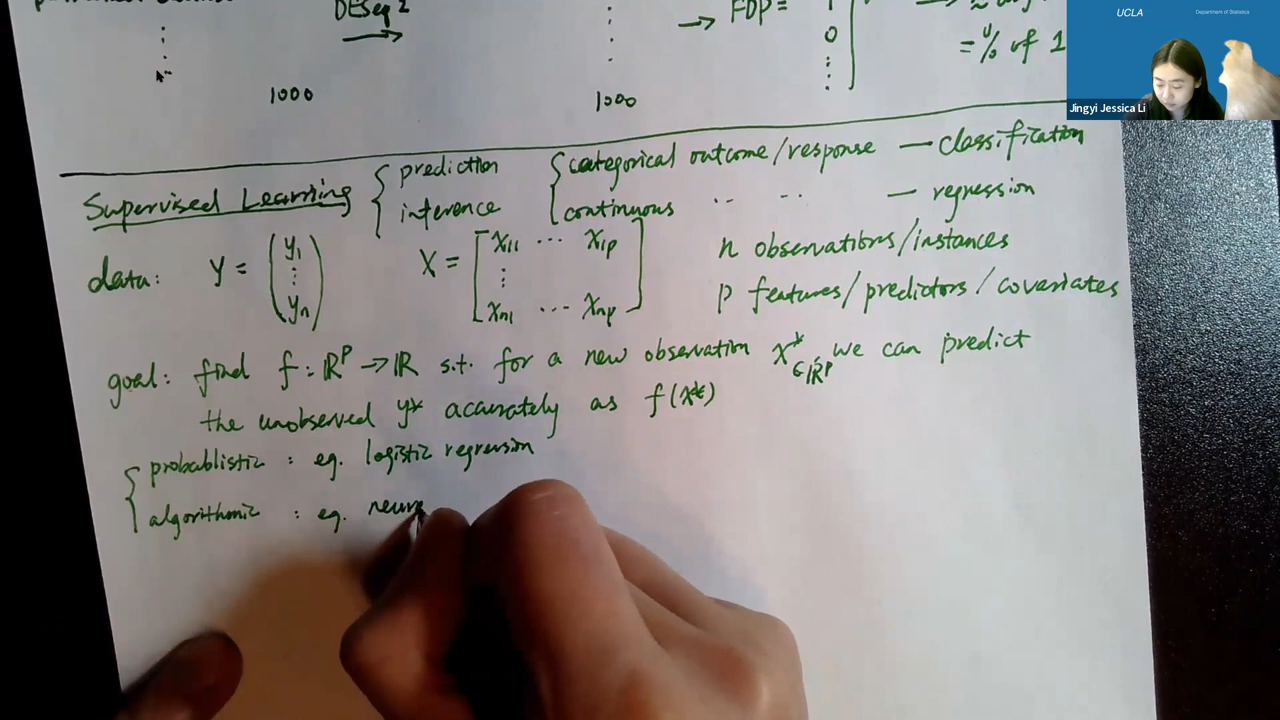 DESeq2
→ FDP =
1
0
= % of 1
1000
1000
Supervised Learning { prediction
inference
{ categorical outcome/response — classification
continuous ·· ·· — regression
data: Y = (y1 ⋮ yn) X = [x11 ··· x1p ⋮ xn1 ··· xnp]
n observations/instances
p features/predictors/covariates
goal: find f: ℝᵖ → ℝ s.t. for a new observation x* ∈ ℝᵖ, we can predict
the unobserved y* accurately as f(x*)
{ probablistic : eg. logistic regression
algorithmic : eg. neur
UCLA Department of Statistics
Jingyi Jessica Li